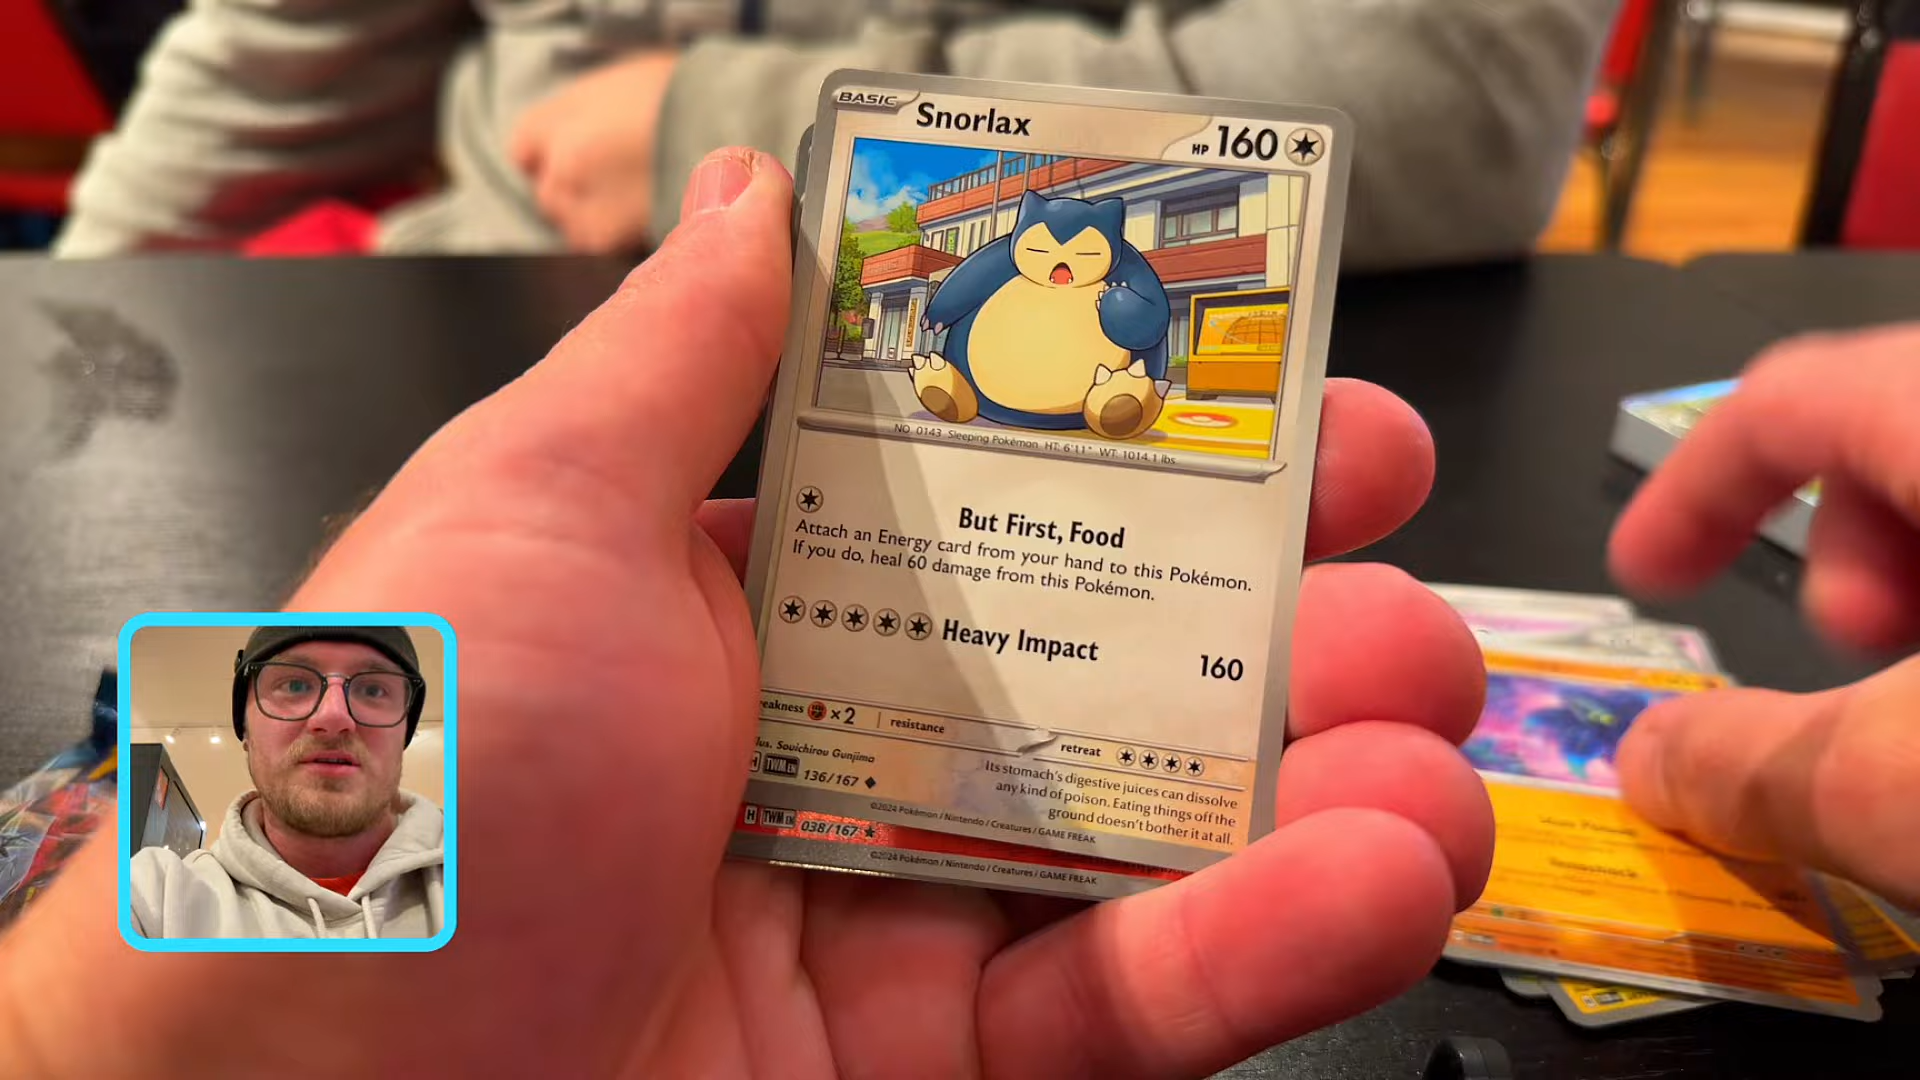 BASIC Snorlax HP 160
NO. 0143 Sleeping Pokémon HT: 6'11" WT: 1014.1 lbs
But First, Food
Attach an Energy card from your hand to this Pokémon.
If you do, heal 60 damage from this Pokémon.
Heavy Impact 160
eakness ×2 resistance
retreat
lus. Souichirou Gunjima
H TWM EN 136/167
Its stomach's digestive juices can dissolve
any kind of poison. Eating things off the
ground doesn't bother it at all.
©2024 Pokémon / Nintendo / Creatures / GAME FREAK
H TWM EN 038/167
©2024 Pokémon / Nintendo / Creatures / GAME FREAK